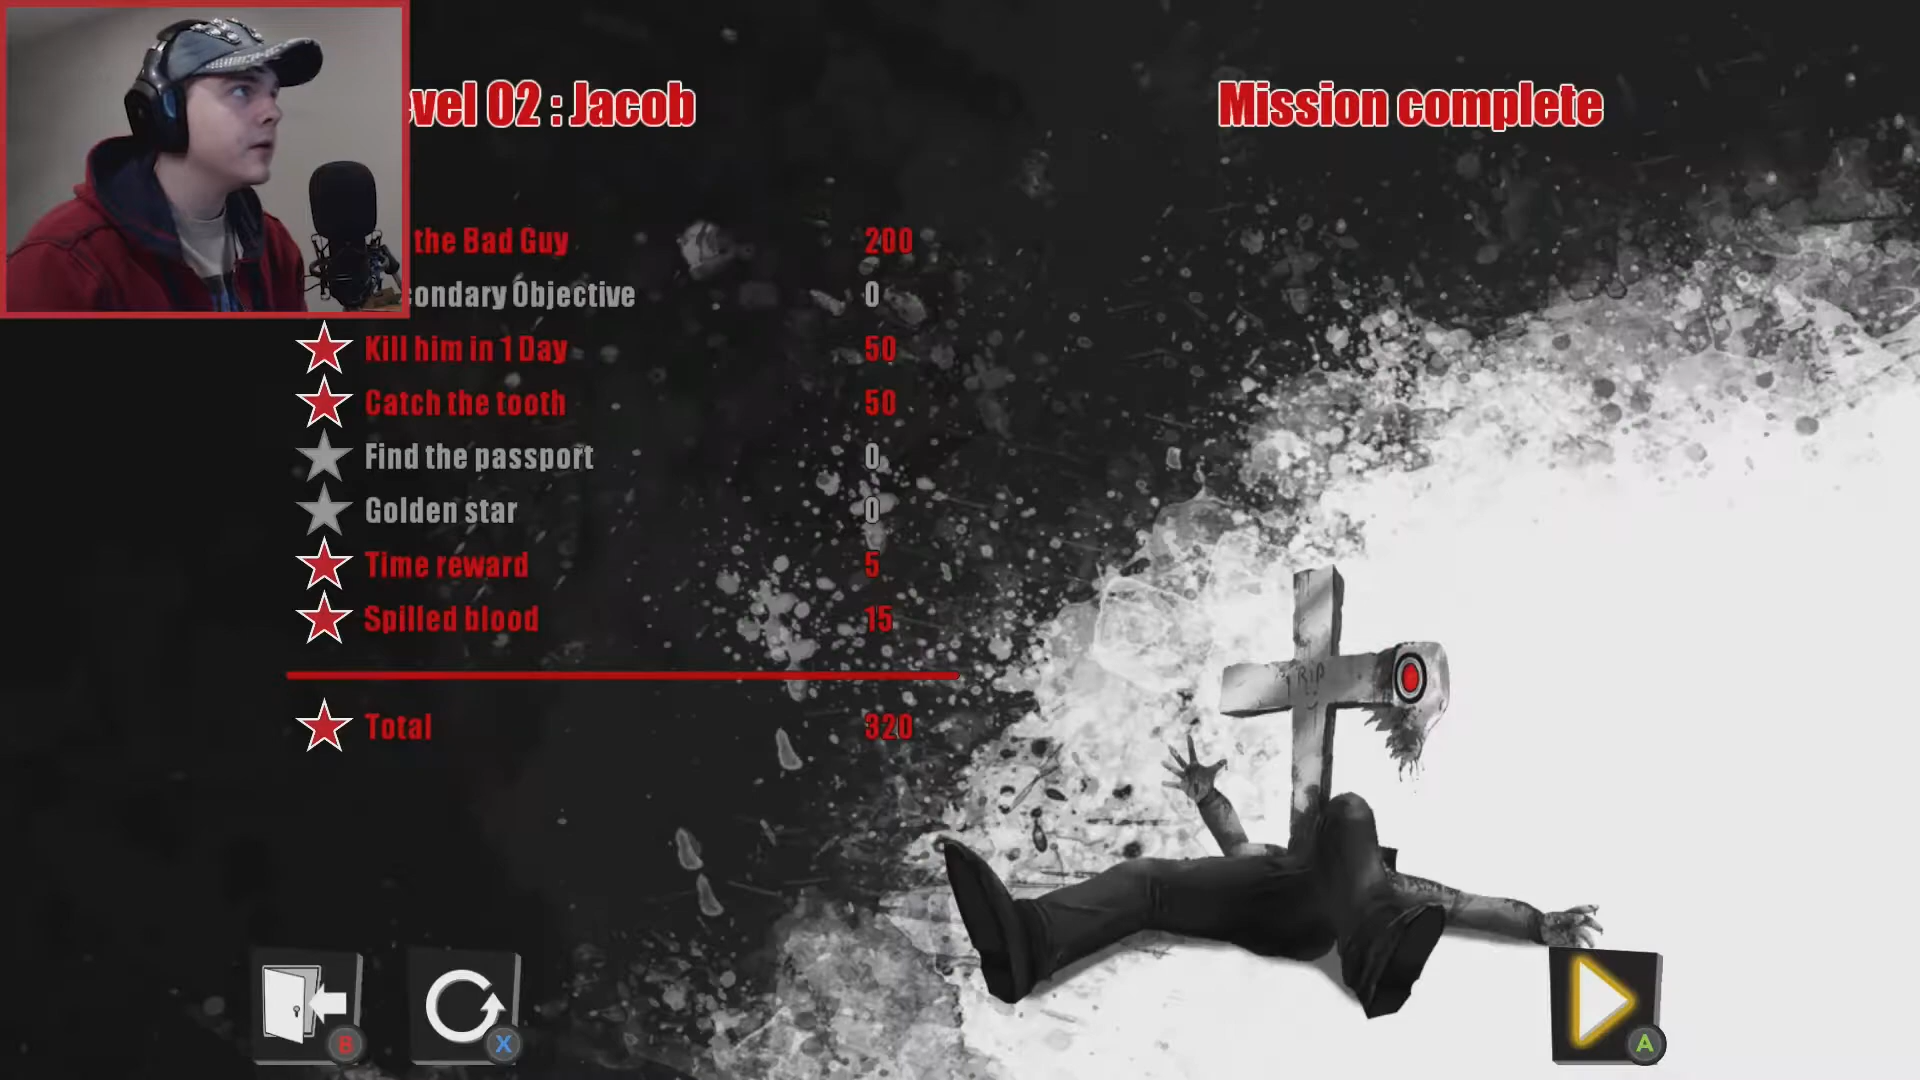 evel 02 : Jacob
Mission complete
the Bad Guy 200
condary Objective 0
Kill him in 1 Day 50
Catch the tooth 50
Find the passport 0
Golden star 0
Time reward 5
Spilled blood 15
Total 320
RIP
B
X
A